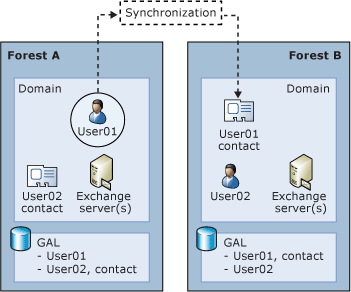 Synchronization
Forest A
Domain
User01
User02
contact
Exchange
server(s)
GAL
- User01
- User02, contact
Forest B
Domain
User01
contact
User02
Exchange
server(s)
GAL
- User01, contact
- User02